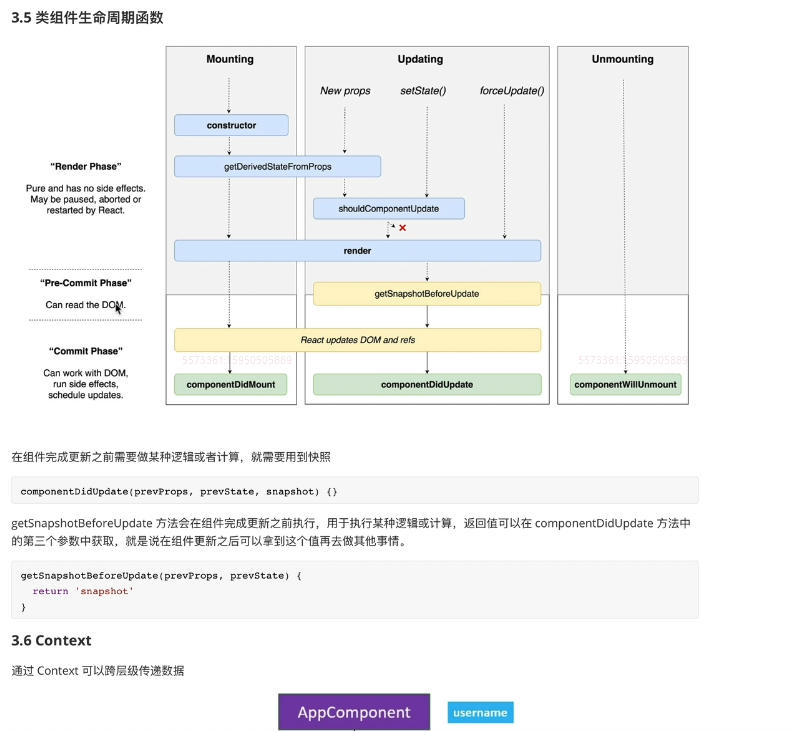 3.5 类组件生命周期函数
Mounting
Updating
Unmounting
New props
setState()
forceUpdate()
constructor
"Render Phase"
Pure and has no side effects.
May be paused, aborted or
restarted by React.
getDerivedStateFromProps
shouldComponentUpdate
render
"Pre-Commit Phase"
Can read the DOM.
getSnapshotBeforeUpdate
React updates DOM and refs
"Commit Phase"
Can work with DOM,
run side effects,
schedule updates.
componentDidMount
componentDidUpdate
componentWillUnmount
在组件完成更新之前需要做某种逻辑或者计算，就需要用到快照
componentDidUpdate(prevProps, prevState, snapshot) {}
getSnapshotBeforeUpdate 方法会在组件完成更新之前执行，用于执行某种逻辑或计算，返回值可以在 componentDidUpdate 方法中
的第三个参数中获取，就是说在组件更新之后可以拿到这个值再去做其他事情。
getSnapshotBeforeUpdate(prevProps, prevState) {
return 'snapshot'
}
3.6 Context
通过 Context 可以跨层级传递数据
AppComponent
username